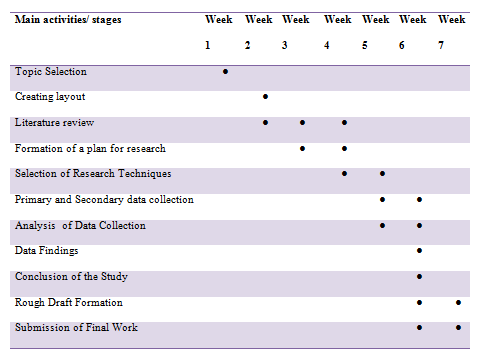 Main activities/ stages Week Week Week Week Week Week Week
1 2 3 4 5 6 7
Topic Selection •
Creating layout •
Literature review • • •
Formation of a plan for research • •
Selection of Research Techniques • •
Primary and Secondary data collection • •
Analysis of Data Collection • •
Data Findings •
Conclusion of the Study •
Rough Draft Formation • •
Submission of Final Work • •